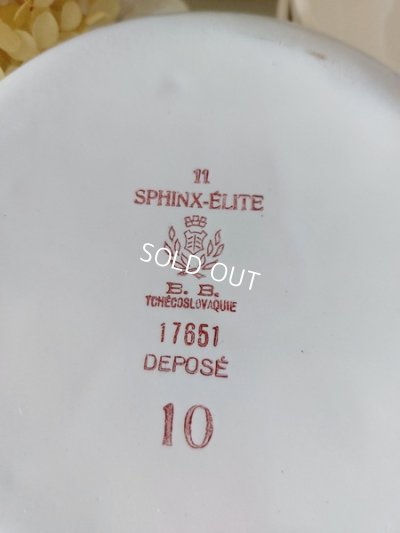 11
SPHINX-ÉLITE
SOLD OUT
B. B.
TCHÉCOSLOVAQUIE
17651
DEPOSÉ
10